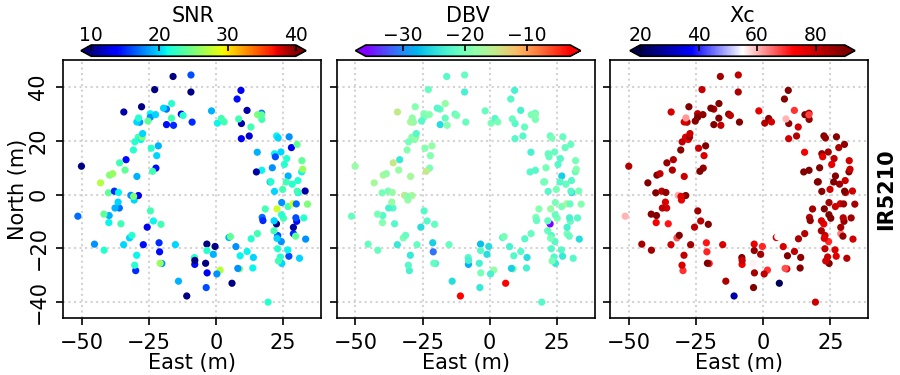 SNR DBV Xc
10 20 30 40 −30 −20 −10 20 40 60 80
North (m)
40
20
0
−20
−40
IR5210
−50 −25 0 25 −50 −25 0 25 −50 −25 0 25
East (m) East (m) East (m)